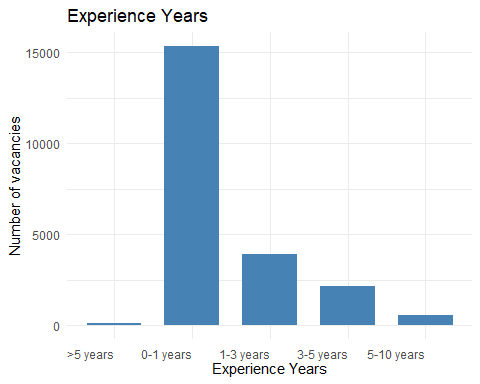 Experience Years
Number of vacancies
15000
10000
5000
0
>5 years
0-1 years
1-3 years
3-5 years
5-10 years
Experience Years